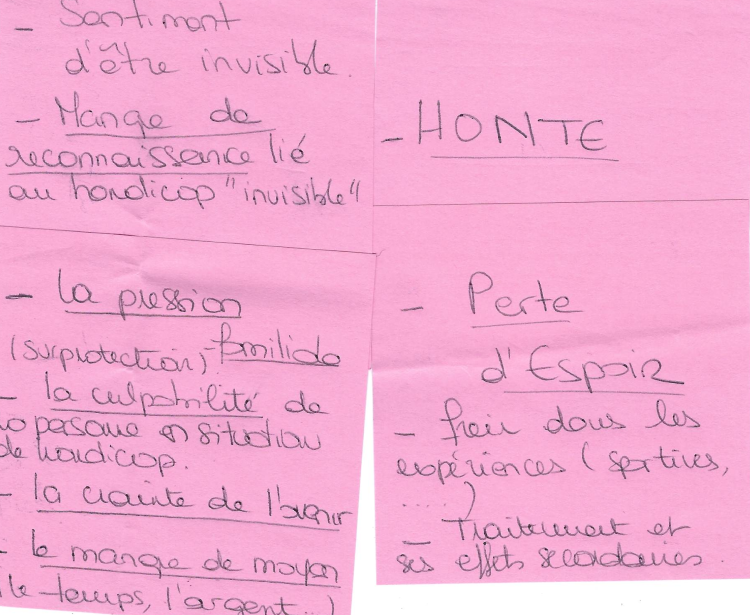 - Sentiment
d'être invisible.
- Manque de
reconnaissance lié
au handicap "invisible"
- HONTE
- la pression
(surprotection) familiale
- la culpabilité de
la personne en situation
de handicap.
- la crainte de l'avenir
- le manque de moyen
(le temps, l'argent...)
- Perte
d'Espoir
- frein dans les
expériences (sportives,
.....)
- Traitement et
ses effets secondaires